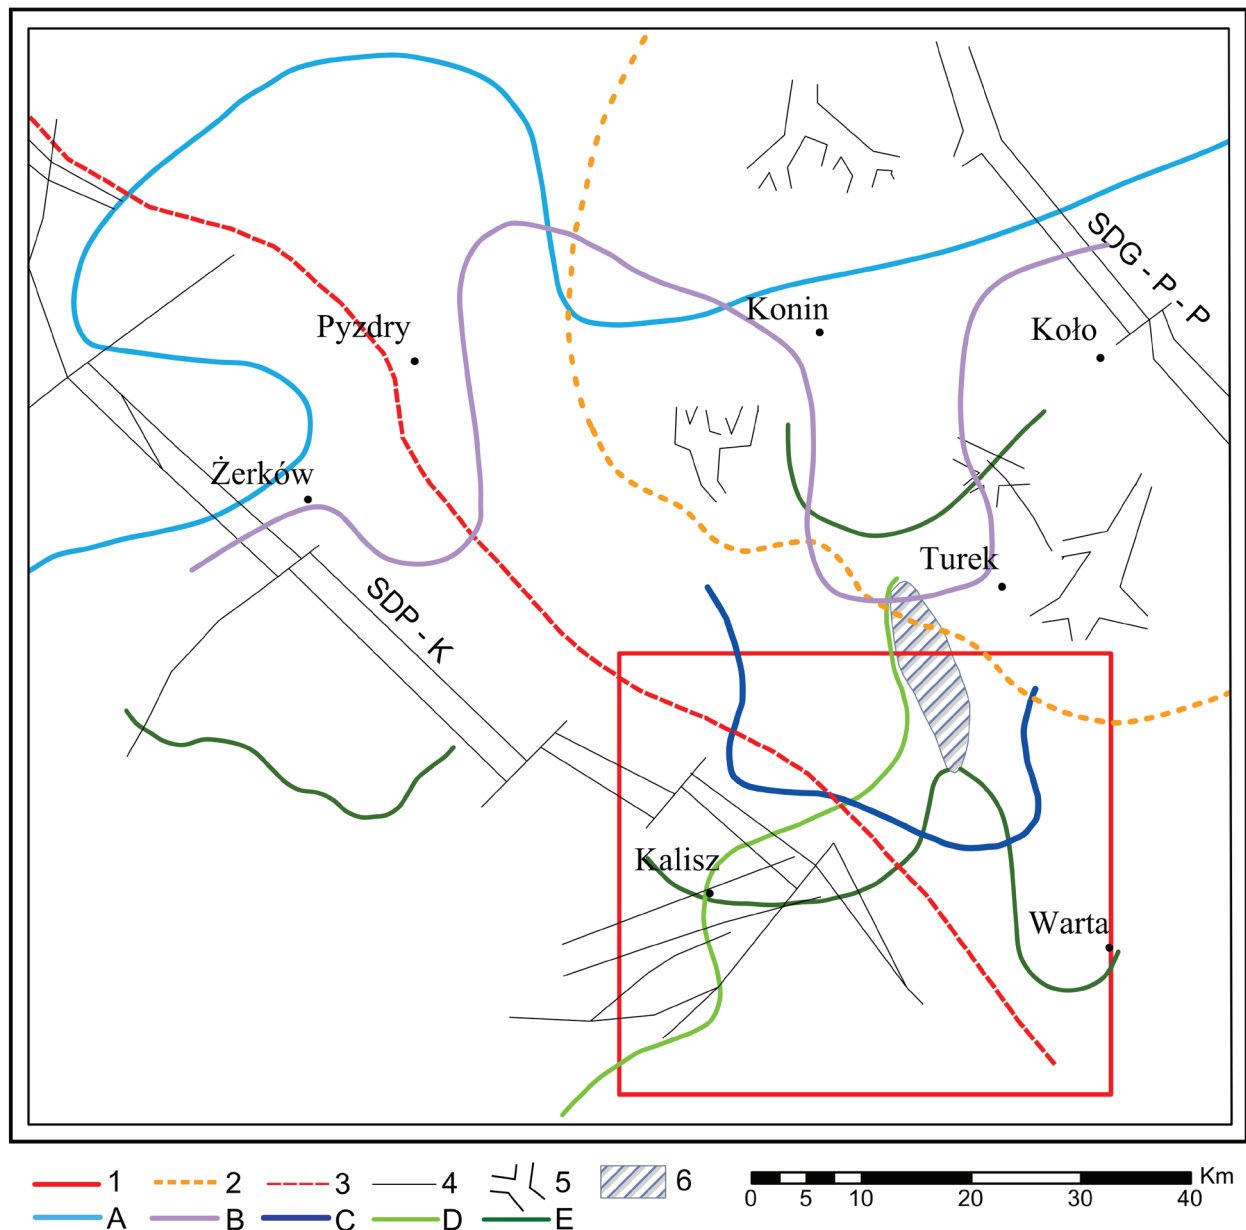 SDG - P - P
Konin
Pyzdry
Koło
Żerków
Turek
SDP - K
Kalisz
Warta
1 2 3 4 5 6 Km
0 5 10 20 30 40
A B C D E